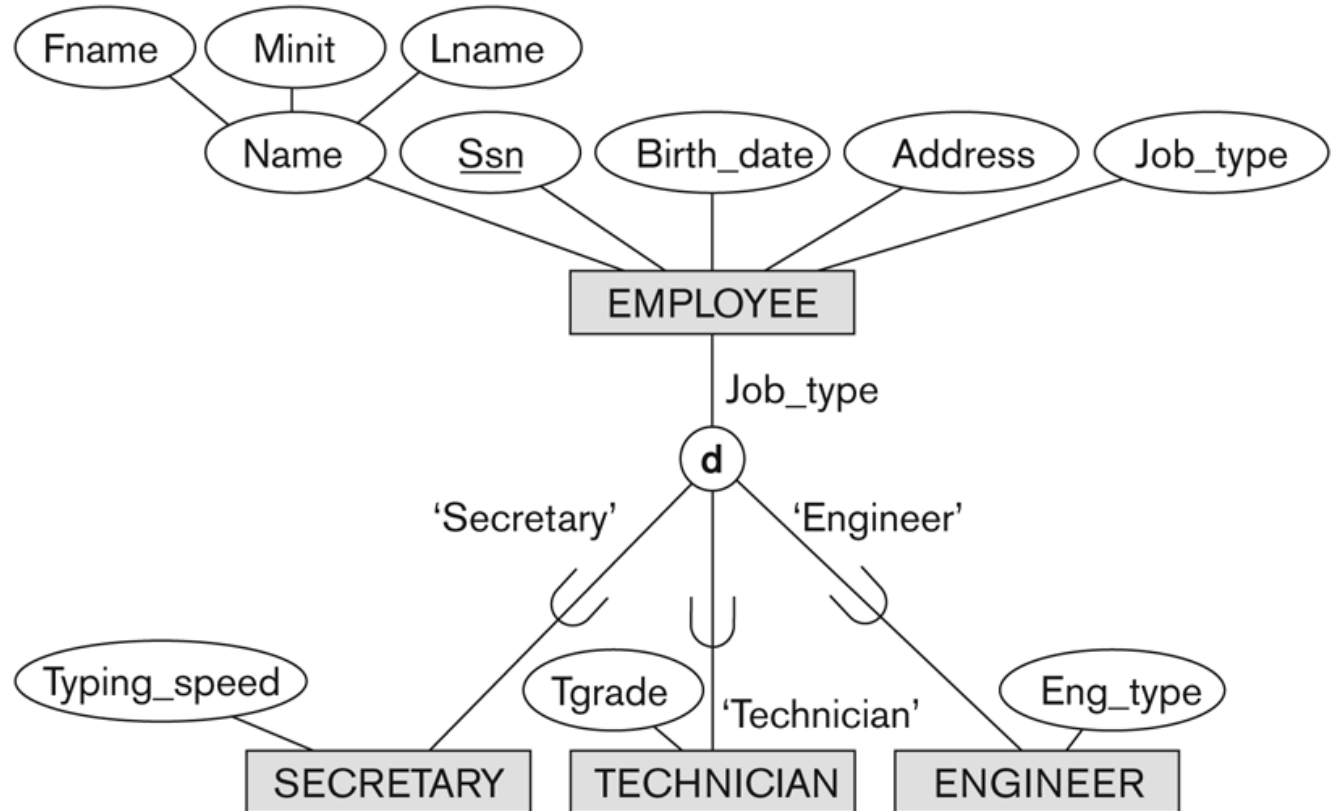 Fname Minit Lname
Name Ssn Birth_date Address Job_type
EMPLOYEE
Job_type
d
‘Secretary’ ‘Engineer’
Typing_speed Tgrade Eng_type
‘Technician’
SECRETARY TECHNICIAN ENGINEER